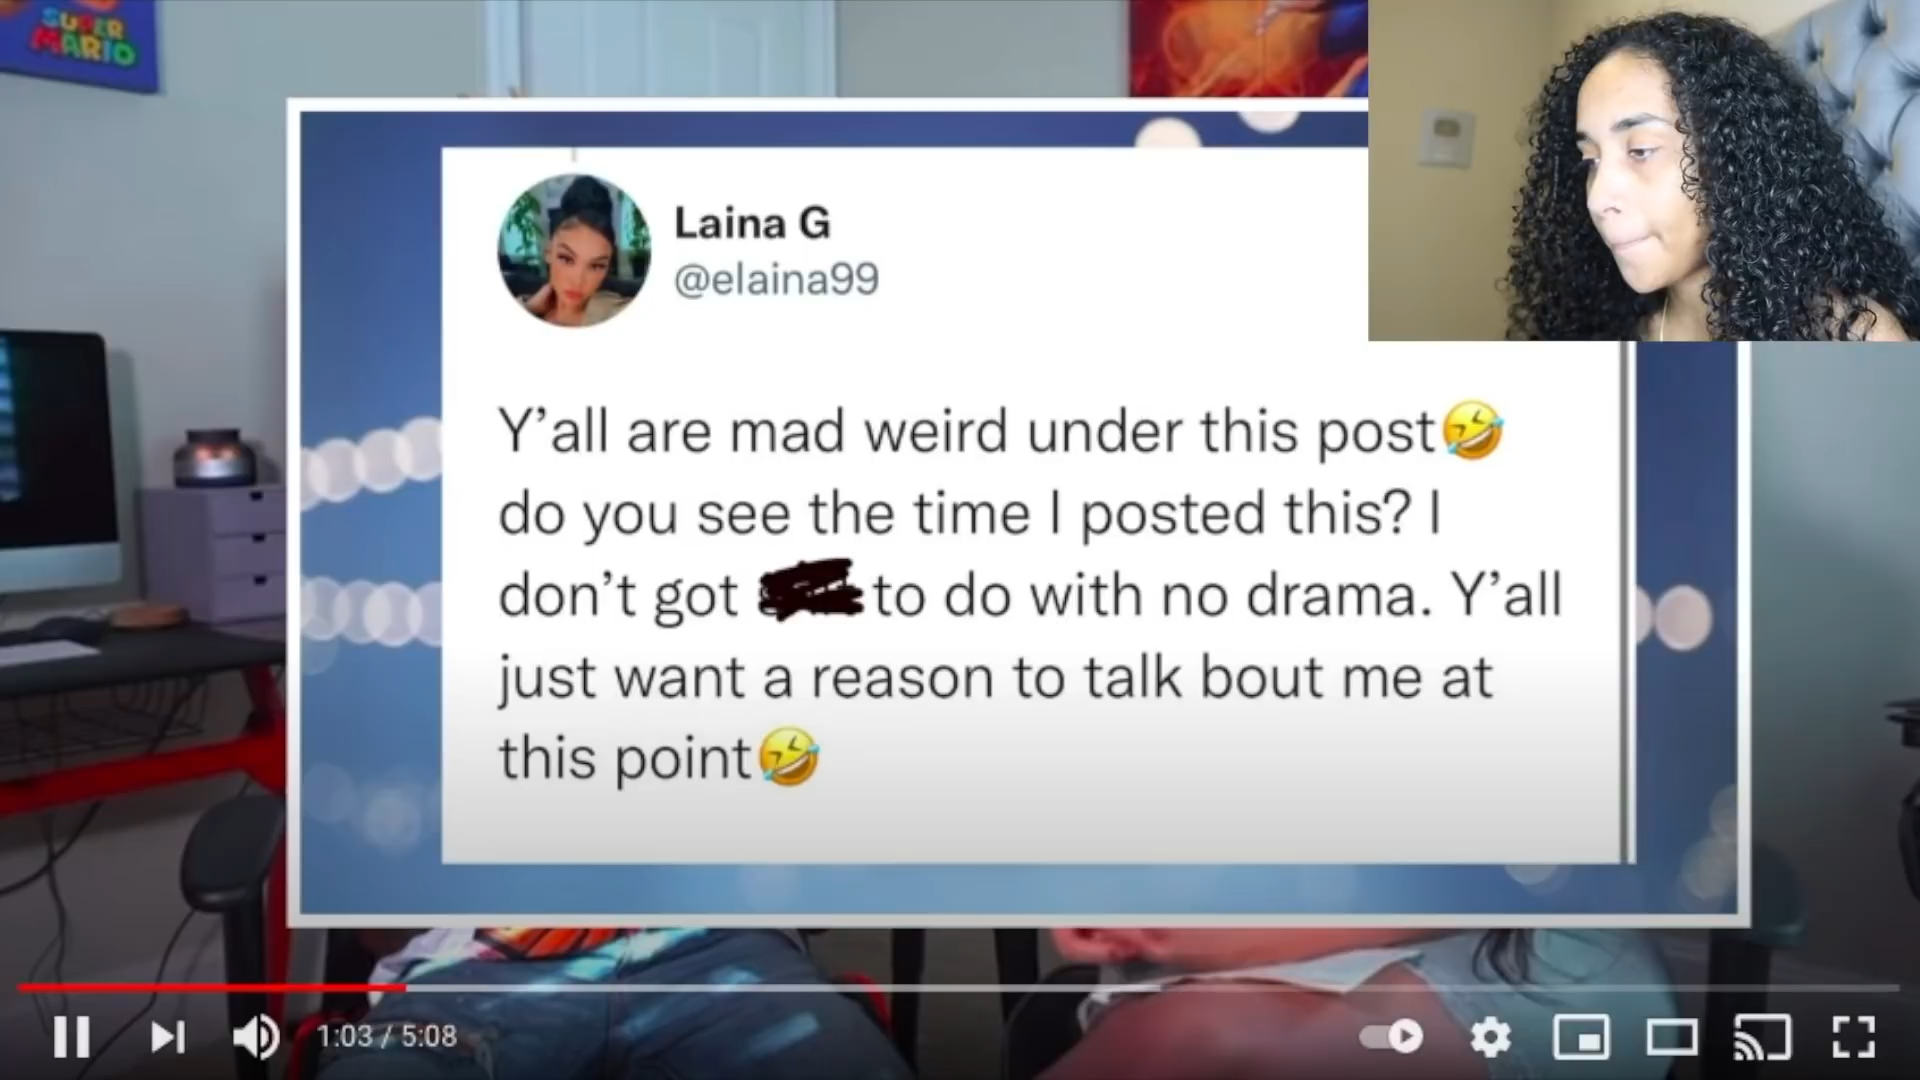 SUPER
MARIO
Laina G
@elaina99
Y’all are mad weird under this post🤣
do you see the time I posted this? I
don’t got to do with no drama. Y’all
just want a reason to talk bout me at
this point🤣
1:03 / 5:08